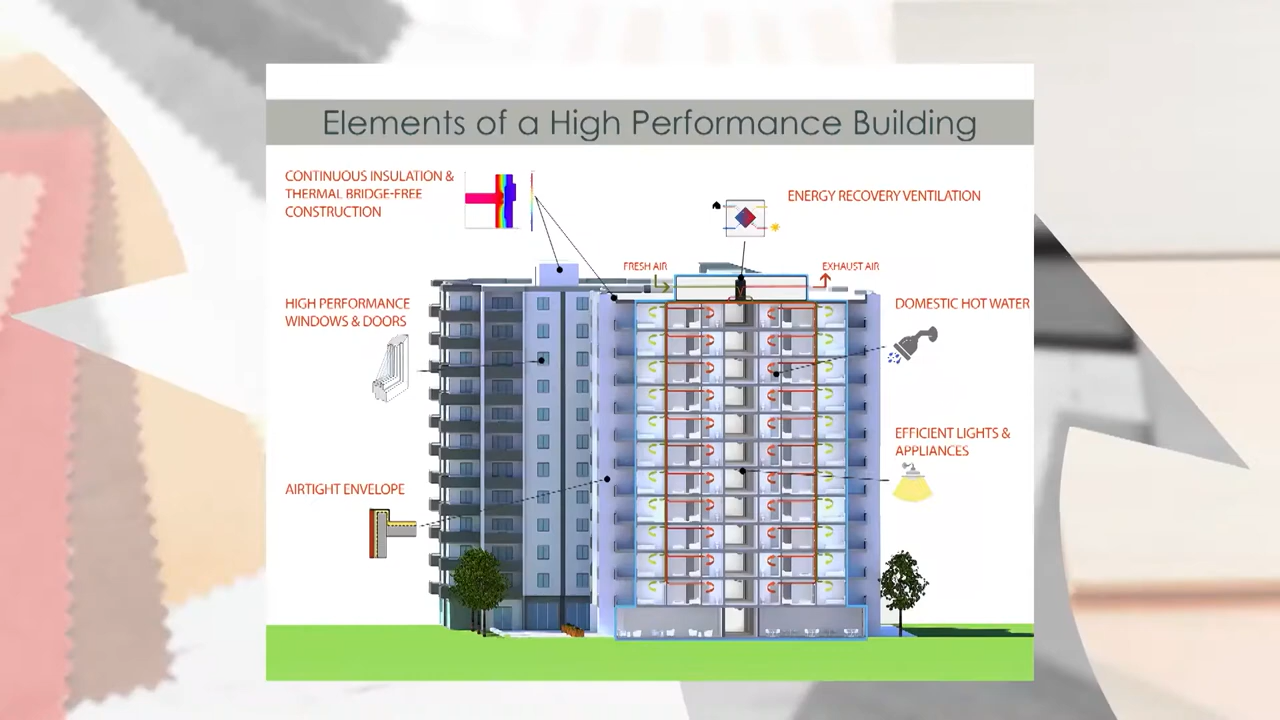 Elements of a High Performance Building
CONTINUOUS INSULATION &
THERMAL BRIDGE-FREE
CONSTRUCTION
ENERGY RECOVERY VENTILATION
FRESH AIR
EXHAUST AIR
HIGH PERFORMANCE
WINDOWS & DOORS
DOMESTIC HOT WATER
EFFICIENT LIGHTS &
APPLIANCES
AIRTIGHT ENVELOPE